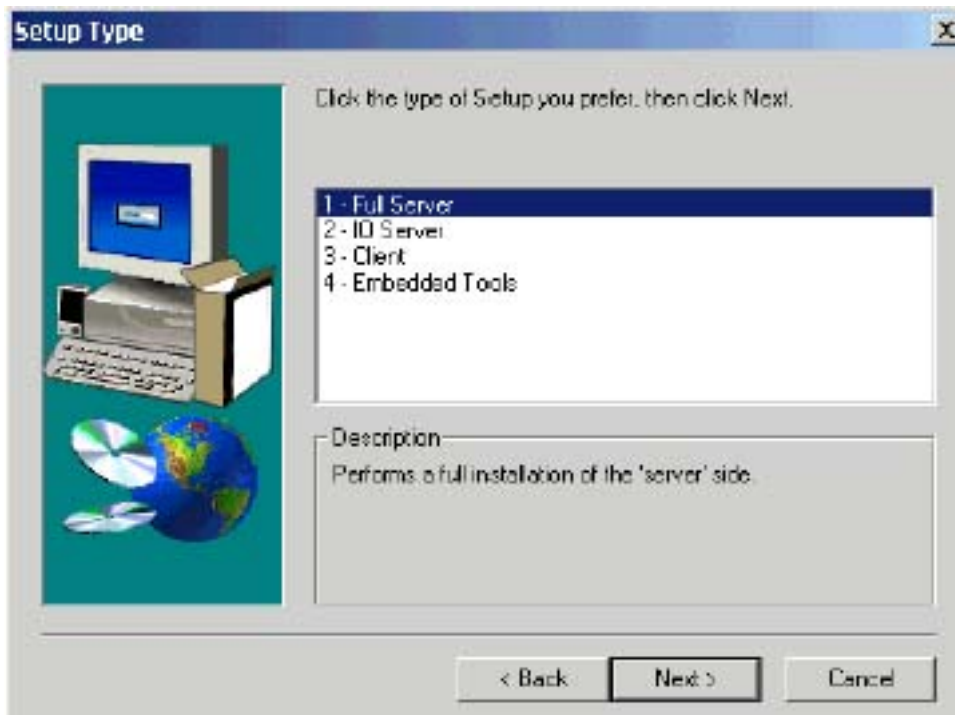 Setup Type
Click the type of Setup you prefer, then click Next.
1 - Full Server
2 - IO Server
3 - Client
4 - Embedded Tools
Description
Performs a full installation of the 'server' side.
< Back
Next >
Cancel